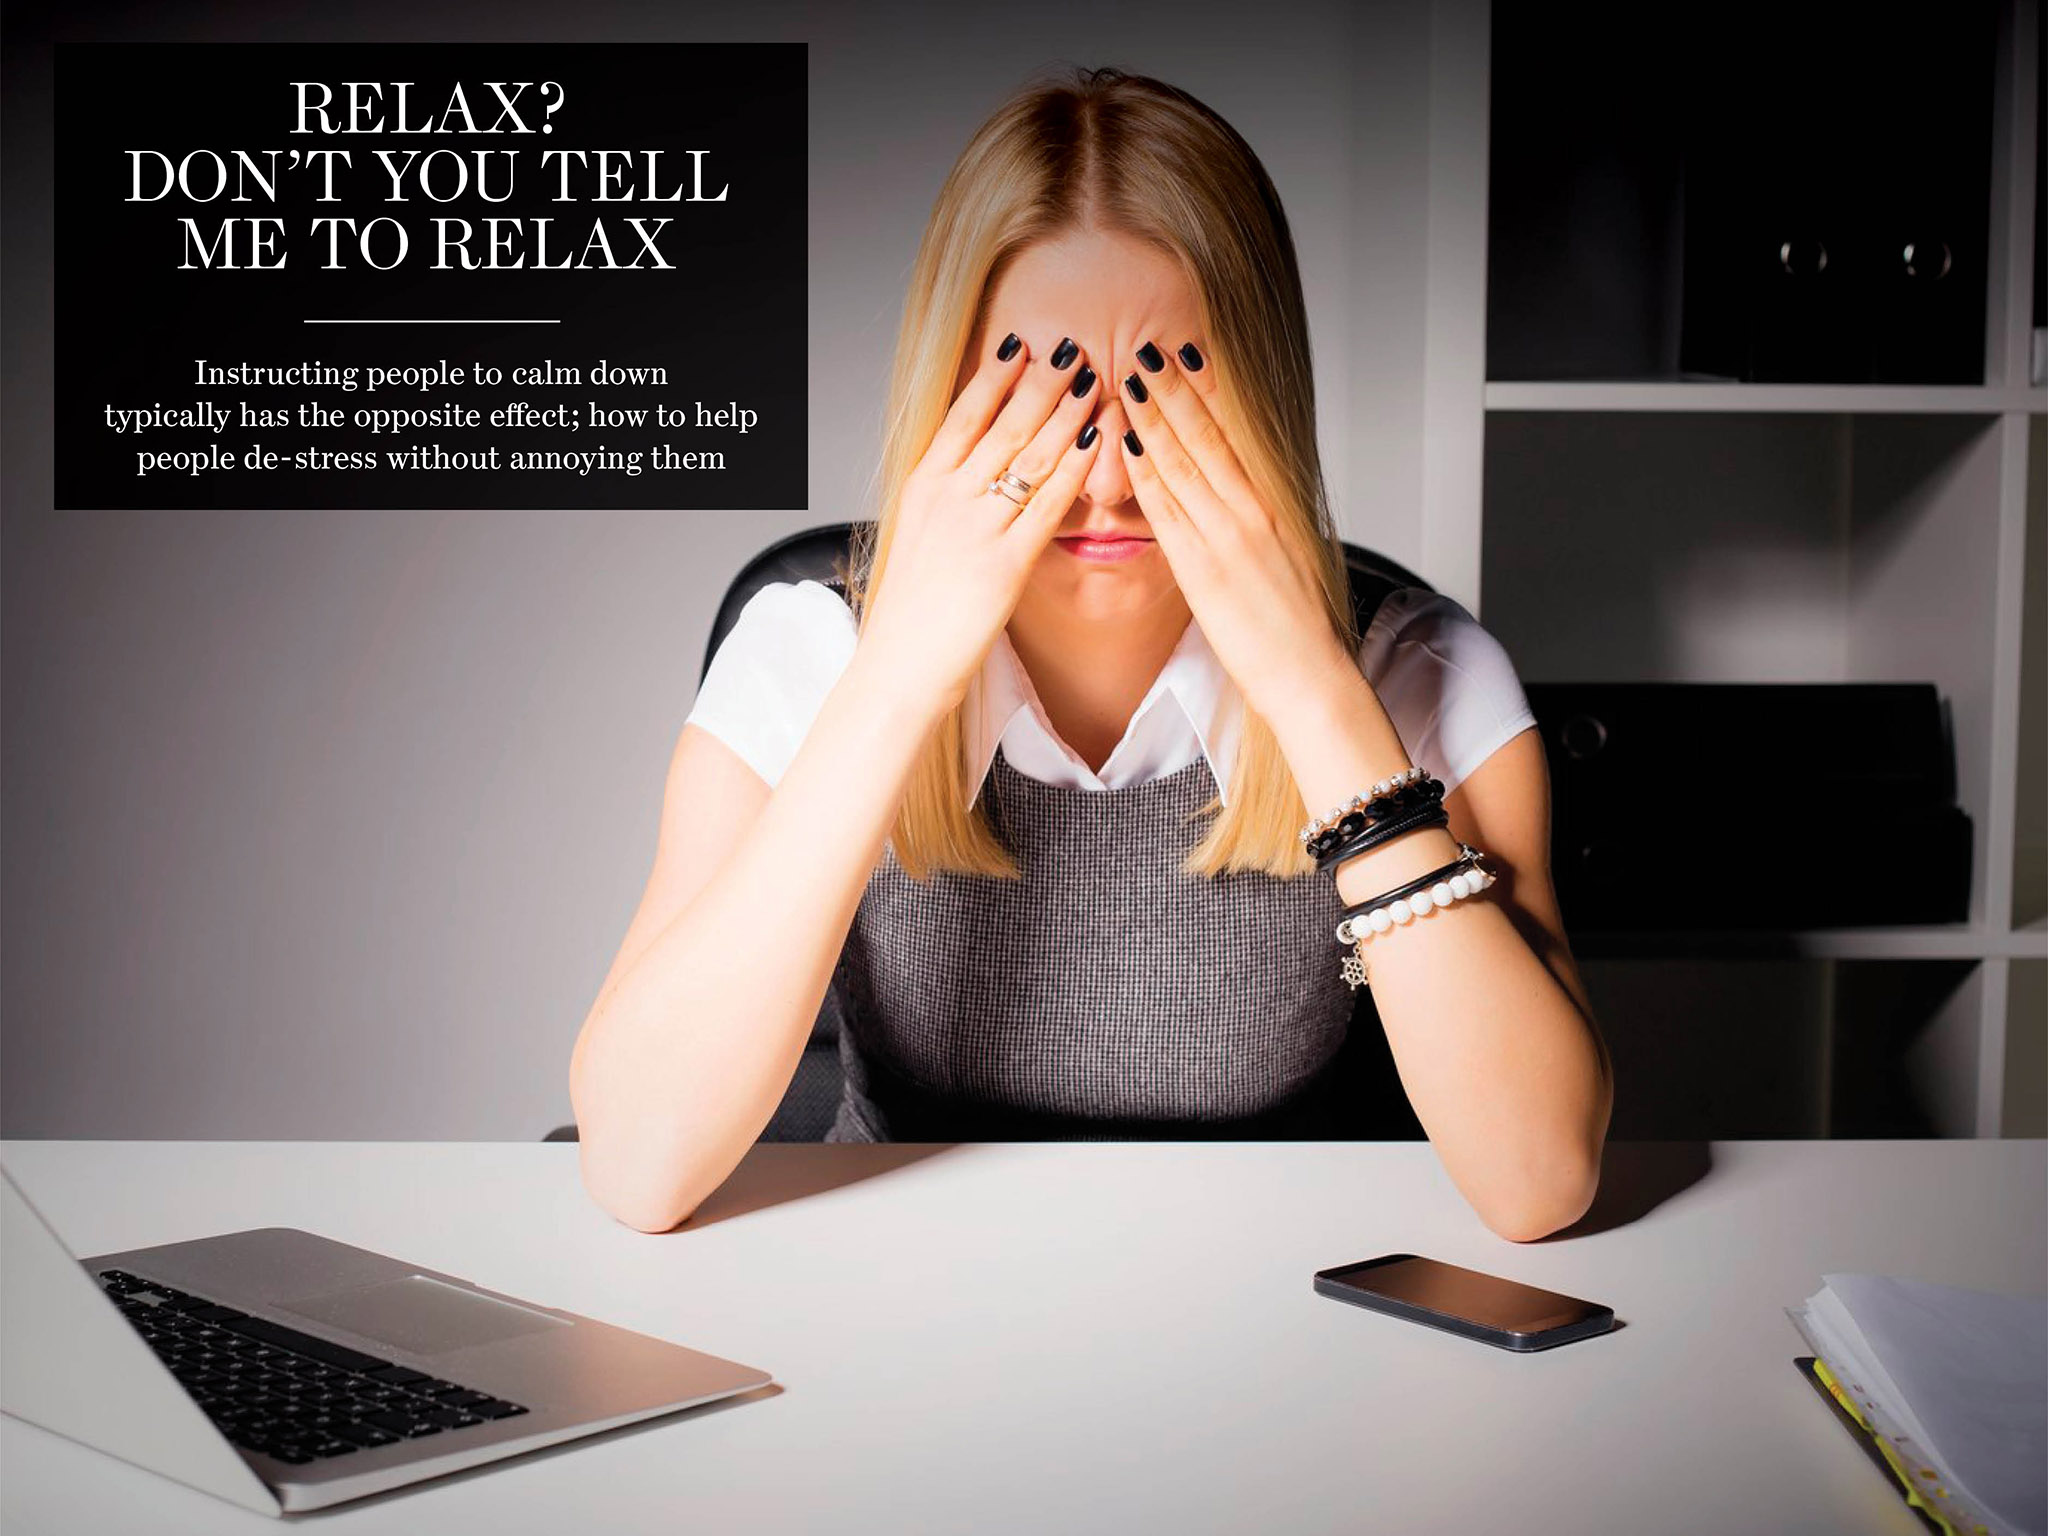 RELAX?
DON’T YOU TELL
ME TO RELAX
Instructing people to calm down
typically has the opposite effect; how to help
people de-stress without annoying them